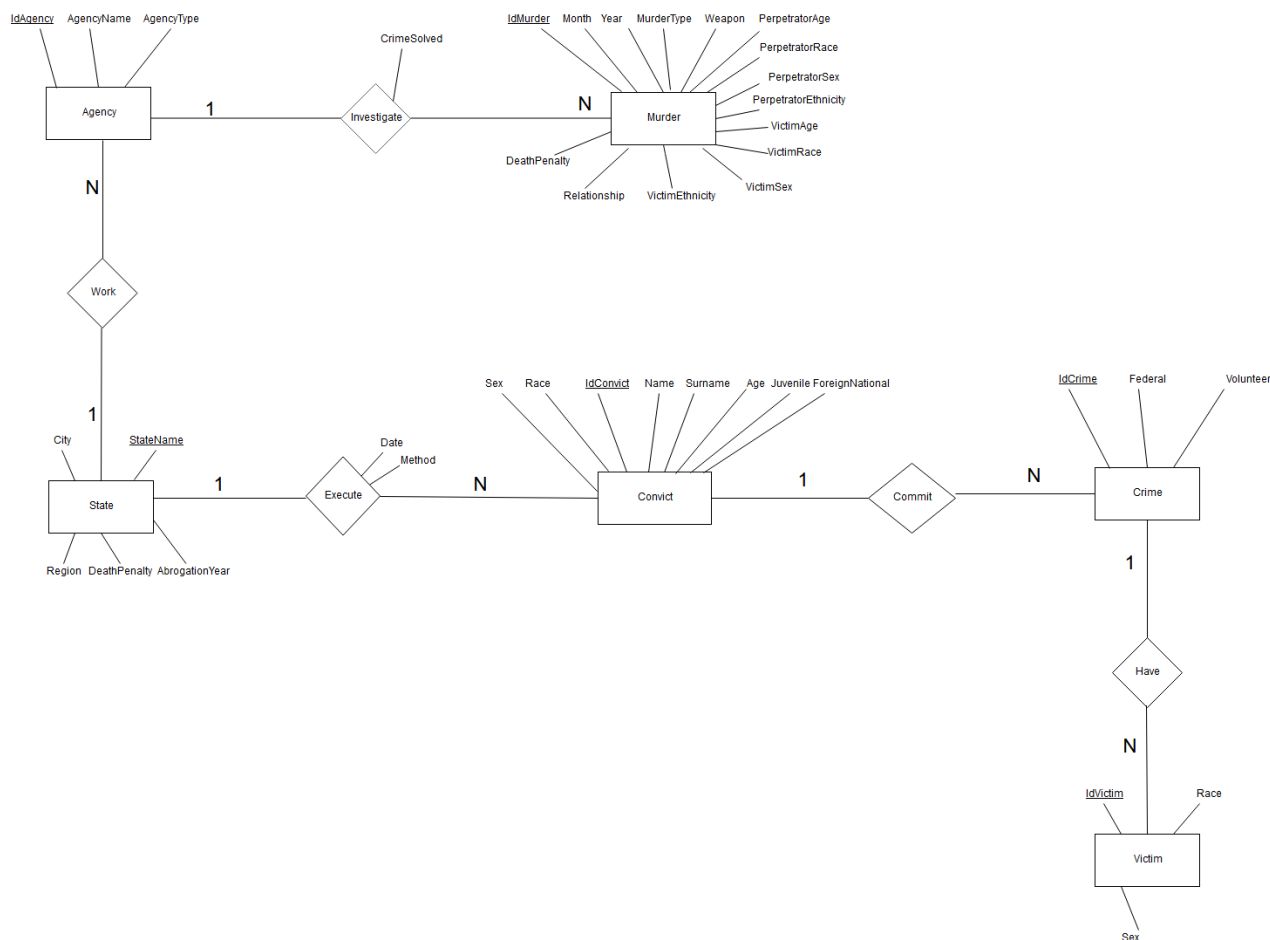 IdAgency AgencyName AgencyType
CrimeSolved
Agency
1
Investigate
N
IdMurder Month Year MurderType Weapon PerpetratorAge
PerpetratorRace
PerpetratorSex
PerpetratorEthnicity
VictimAge
VictimRace
VictimSex
Murder
DeathPenalty
Relationship VictimEthnicity
N
Work
1
City StateName
State
Region DeathPenalty AbrogationYear
1
Date
Method
Execute
N
Sex Race IdConvict Name Surname Age Juvenile ForeignNational
Convict
1
Commit
N
IdCrime Federal Volunteer
Crime
1
Have
N
IdVictim Race
Victim
Sex